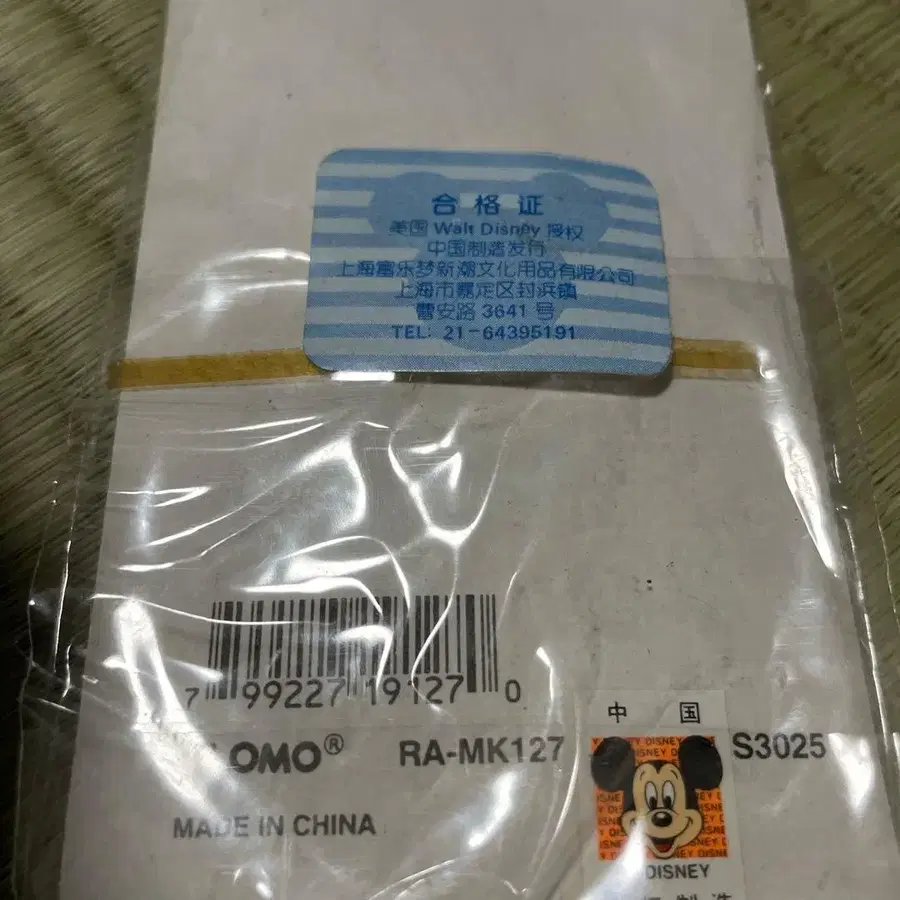 合格证
美国 Walt Disney 授权
中国制造发行
上海富乐梦新潮文化用品有限公司
上海市嘉定区封浜镇
曹安路 3641 号
TEL: 21-64395191
7 99227 19127 0
OMO® RA-MK127 S3025
MADE IN CHINA
中国
DISNEY
DISNEY
制造